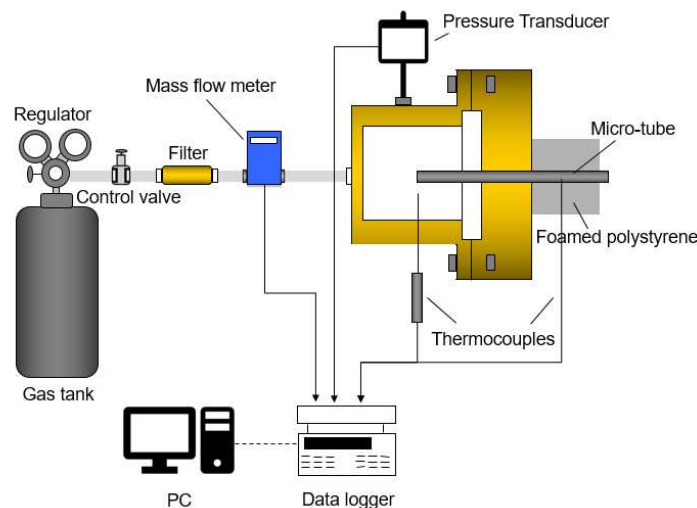 Pressure Transducer
Mass flow meter
Regulator
Filter
Micro-tube
Control valve
Foamed polystyrene
Thermocouples
Gas tank
PC
Data logger